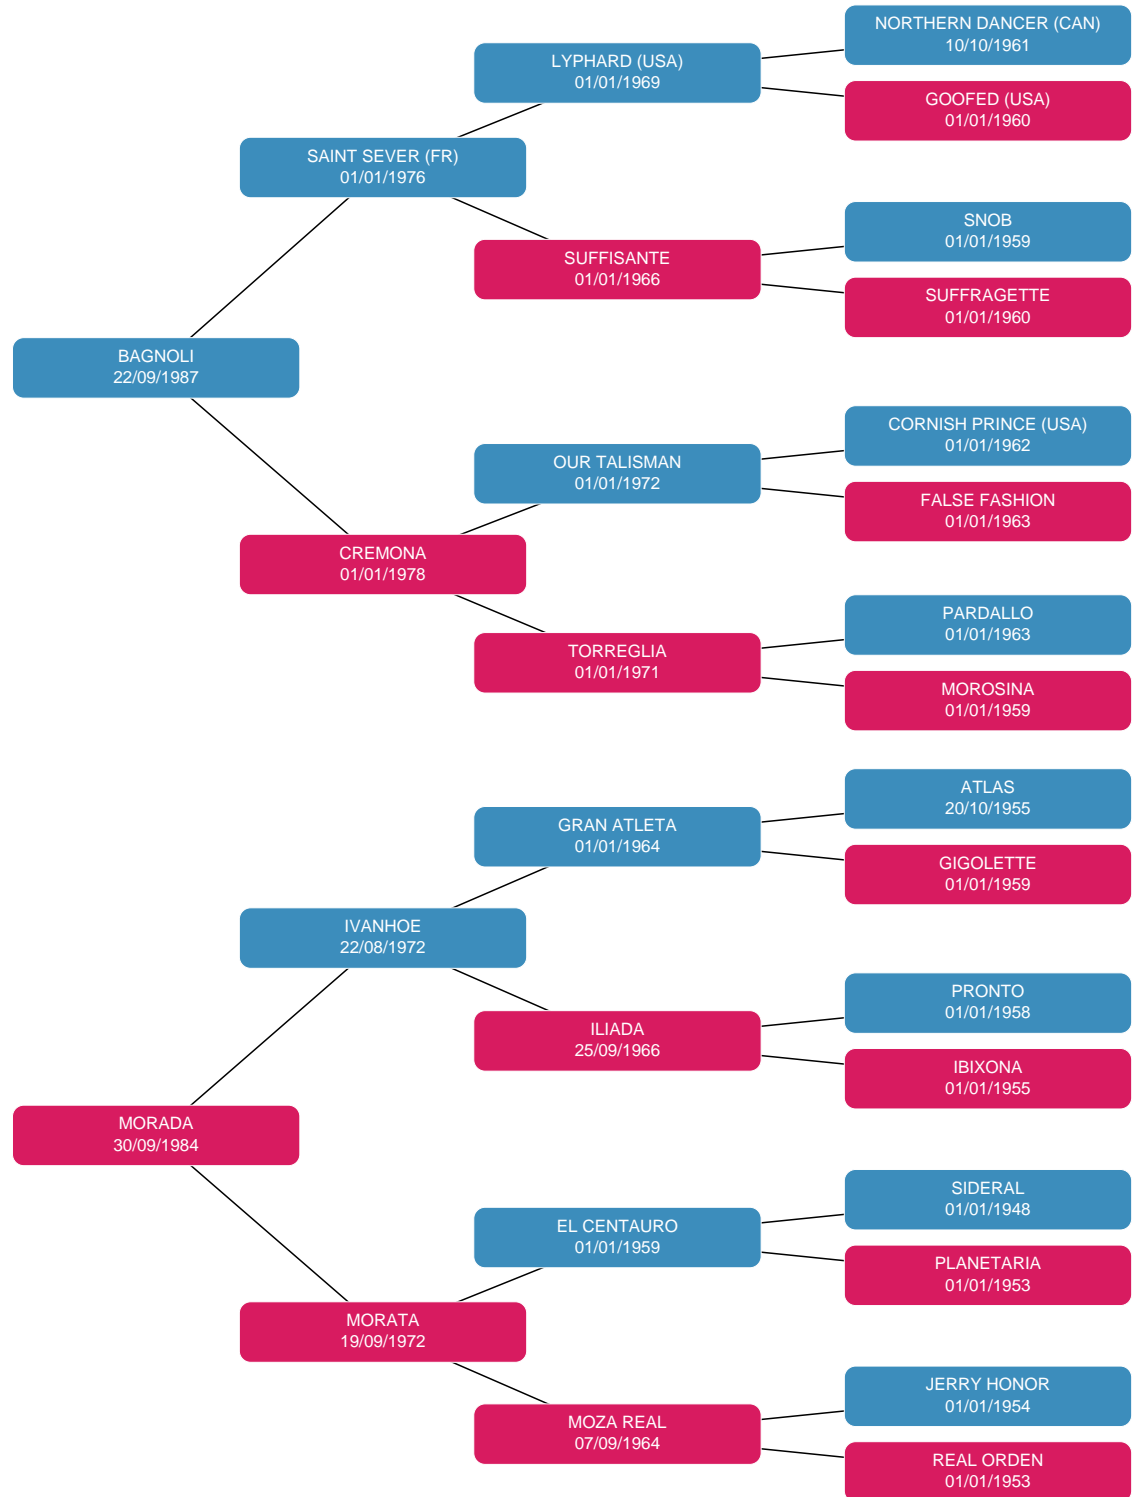 NORTHERN DANCER (CAN)
10/10/1961
LYPHARD (USA)
01/01/1969
GOOFED (USA)
01/01/1960
SAINT SEVER (FR)
01/01/1976
SNOB
01/01/1959
SUFFISANTE
01/01/1966
SUFFRAGETTE
01/01/1960
BAGNOLI
22/09/1987
CORNISH PRINCE (USA)
01/01/1962
OUR TALISMAN
01/01/1972
FALSE FASHION
01/01/1963
CREMONA
01/01/1978
PARDALLO
01/01/1963
TORREGLIA
01/01/1971
MOROSINA
01/01/1959
ATLAS
20/10/1955
GRAN ATLETA
01/01/1964
GIGOLETTE
01/01/1959
IVANHOE
22/08/1972
PRONTO
01/01/1958
ILIADA
25/09/1966
IBIXONA
01/01/1955
MORADA
30/09/1984
SIDERAL
01/01/1948
EL CENTAURO
01/01/1959
PLANETARIA
01/01/1953
MORATA
19/09/1972
JERRY HONOR
01/01/1954
MOZA REAL
07/09/1964
REAL ORDEN
01/01/1953